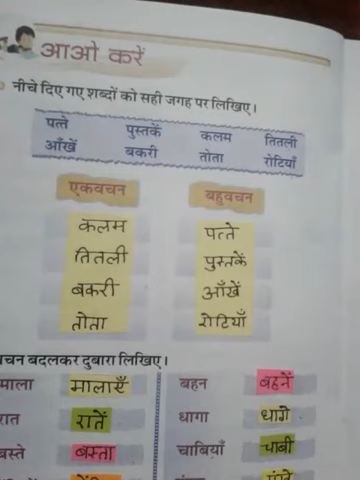 आओ करें
नीचे दिए गए शब्दों को सही जगह पर लिखिए।
पत्ते पुस्तकें कलम तितली
आँखें बकरी तोता रोटियाँ
एकवचन बहुवचन
कलम पत्ते
तितली पुस्तकें
बकरी आँखें
तोता रोटियाँ
वचन बदलकर दुबारा लिखिए।
माला मालाएँ बहन बहनें
रात रातें धागा धागे
बस्ते बस्ता चाबियाँ चाबी